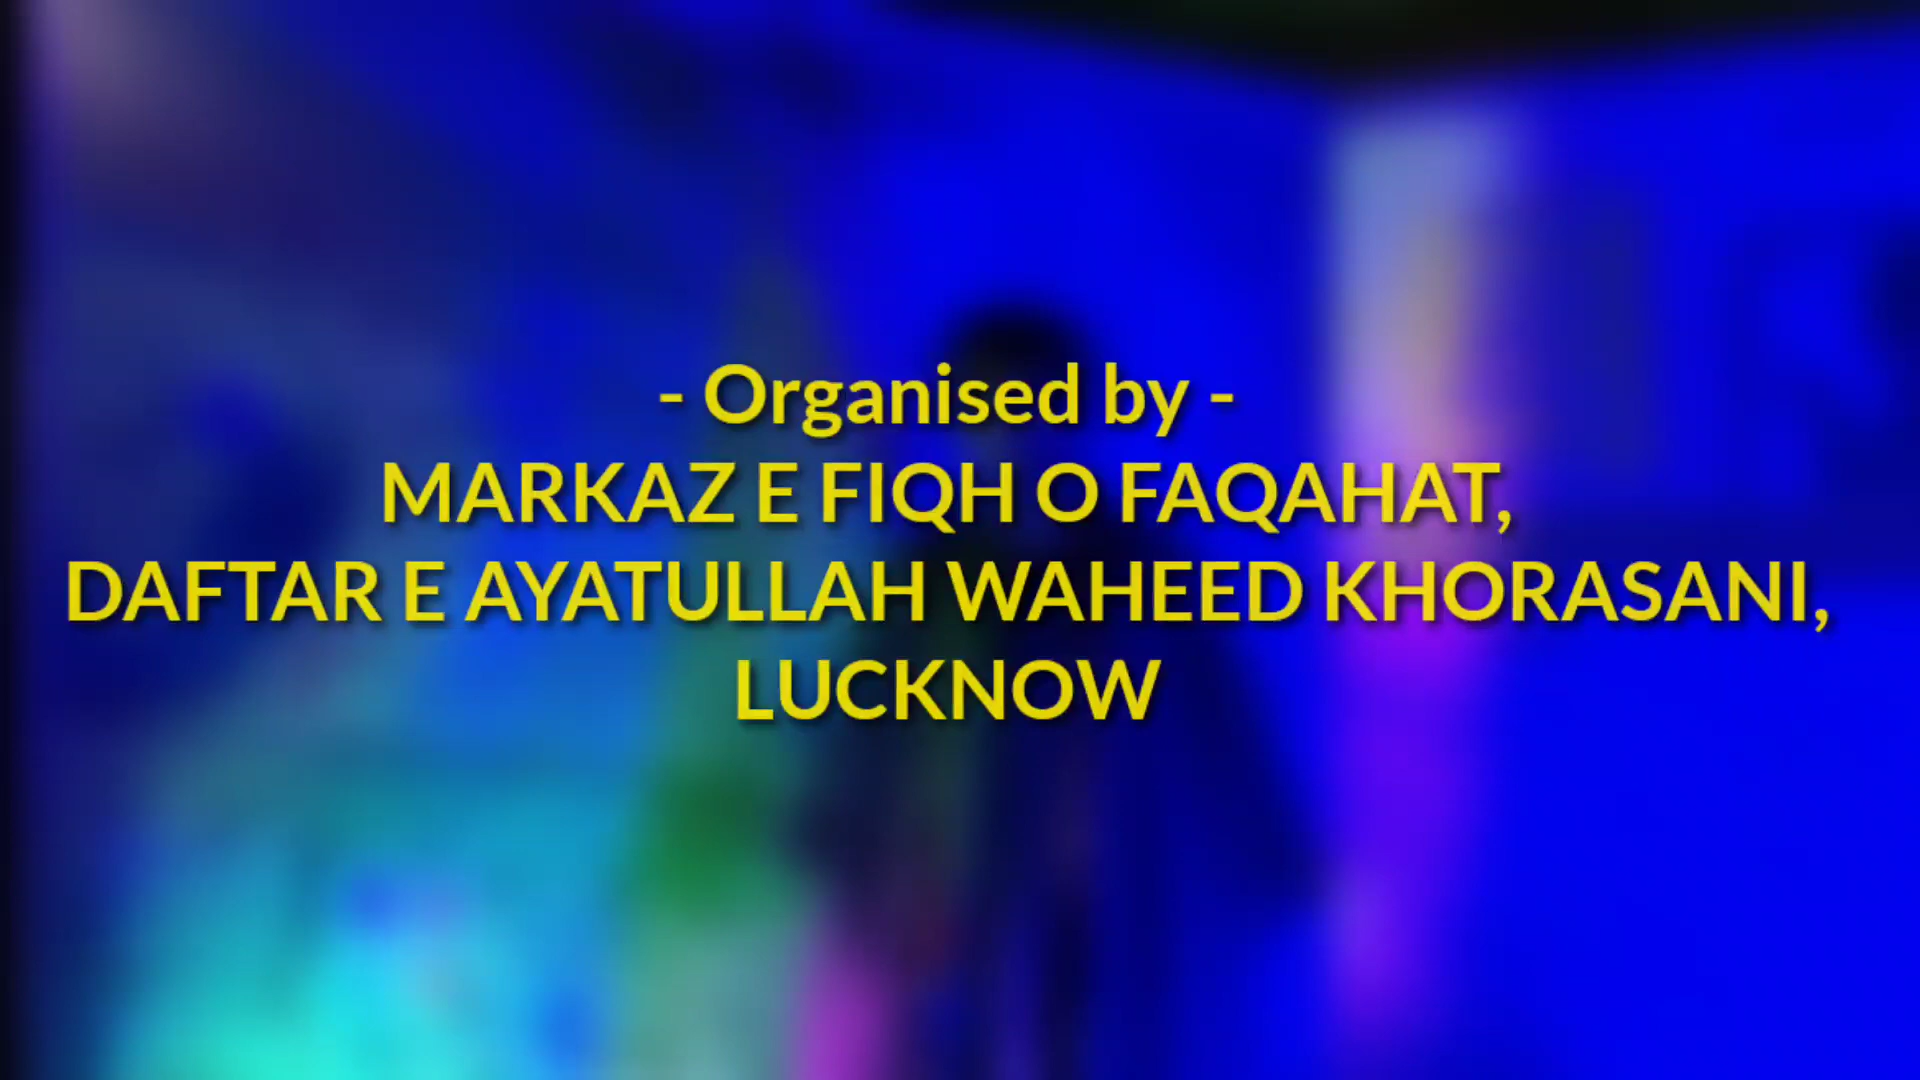 - Organised by -
MARKAZ E FIQH O FAQAHAT,
DAFTAR E AYATULLAH WAHEED KHORASANI,
LUCKNOW